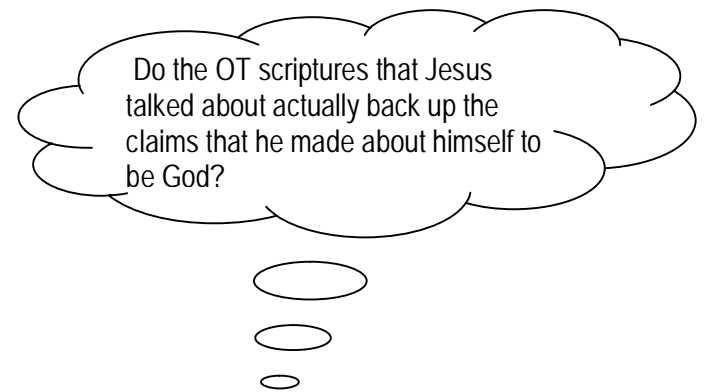 Do the OT scriptures that Jesus
talked about actually back up the
claims that he made about himself to
be God?